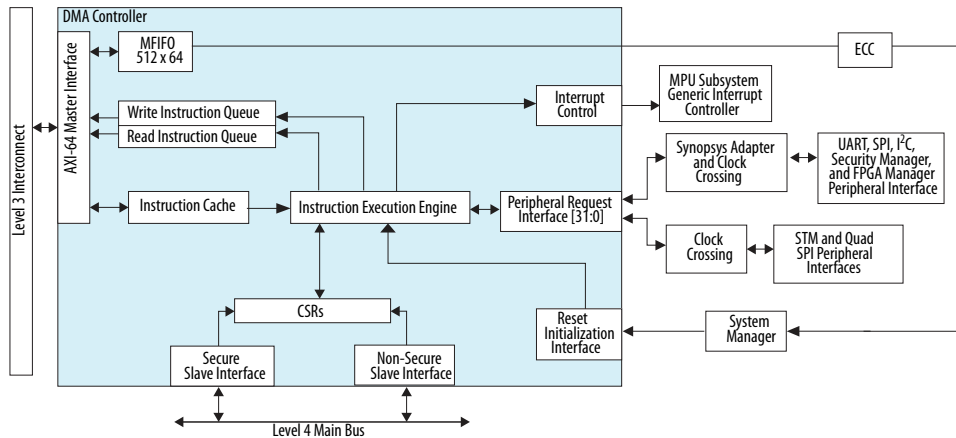 DMA Controller
MFIFO
512 x 64
ECC
Level 3 Interconnect
AXI-64 Master Interface
Write Instruction Queue
Read Instruction Queue
Interrupt
Control
MPU Subsystem
Generic Interrupt
Controller
Synopsys Adapter
and Clock
Crossing
UART, SPI, I²C,
Security Manager,
and FPGA Manager
Peripheral Interface
Instruction Cache
Instruction Execution Engine
Peripheral Request
Interface [31:0]
Clock
Crossing
STM and Quad
SPI Peripheral
Interfaces
CSRs
Reset
Initialization
Interface
System
Manager
Secure
Slave Interface
Non-Secure
Slave Interface
Level 4 Main Bus